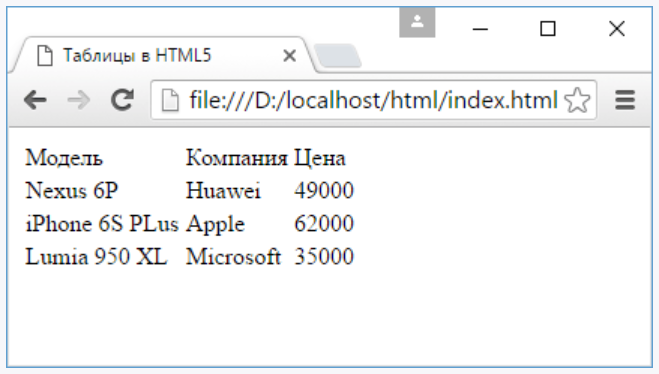 Таблицы в HTML5
file:///D:/localhost/html/index.html
Модель Компания Цена
Nexus 6P Huawei 49000
iPhone 6S PLus Apple 62000
Lumia 950 XL Microsoft 35000